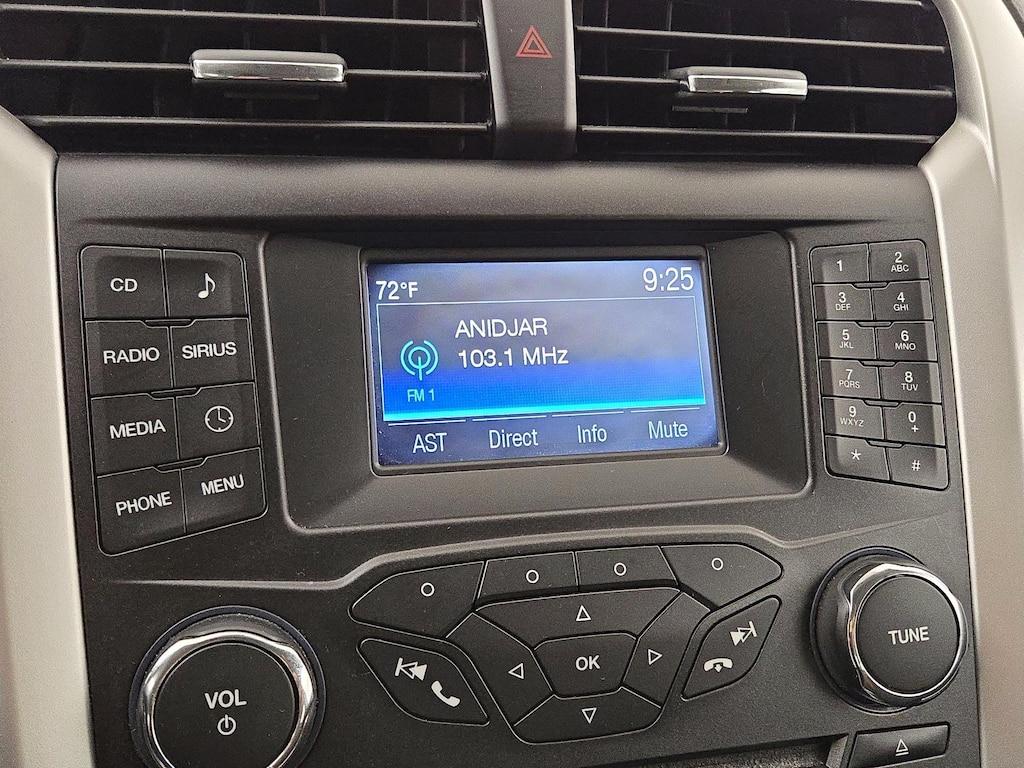 72°F 9:25
ANIDJAR
103.1 MHz
FM 1
AST Direct Info Mute
CD
RADIO SIRIUS
MEDIA
PHONE MENU
1 2 ABC
3 DEF 4 GHI
5 JKL 6 MNO
7 PQRS 8 TUV
9 WXYZ 0 +
* #
OK
VOL
TUNE